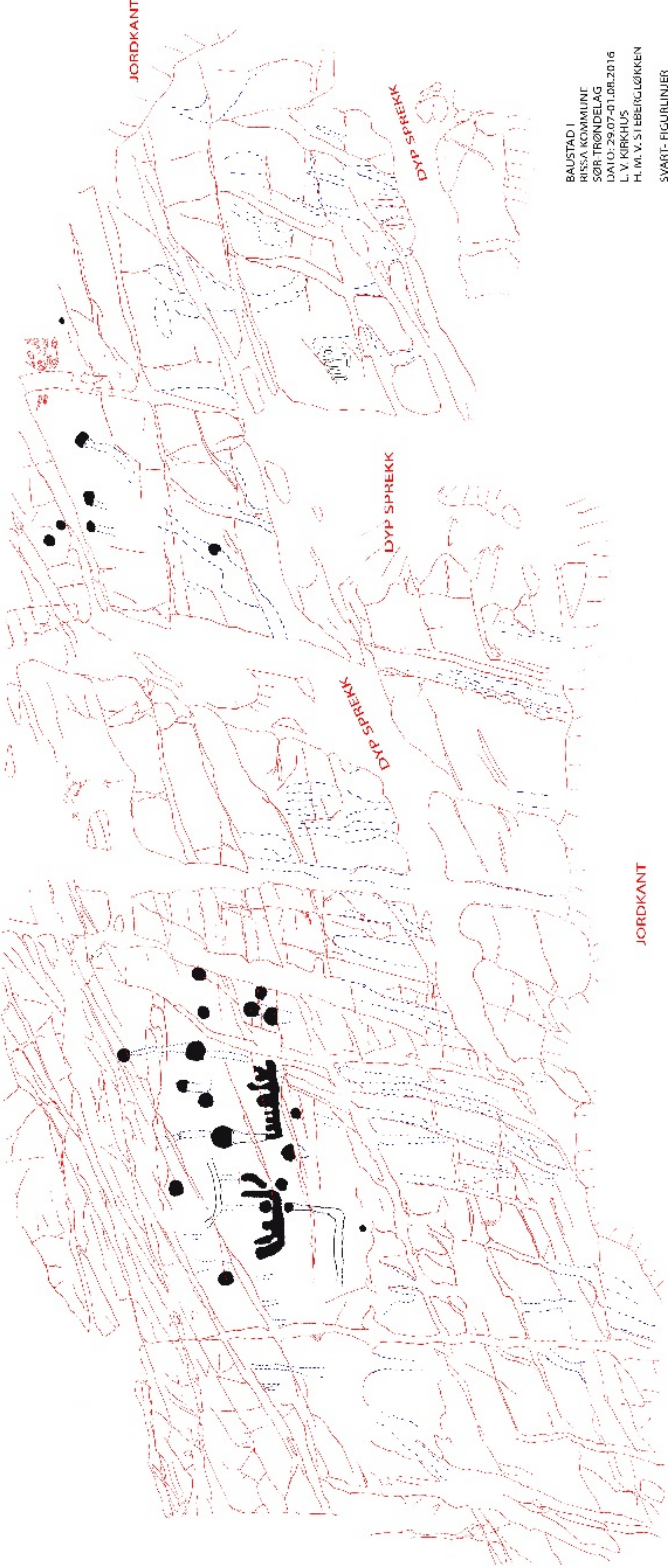 JORDKANT
DYP SPREKK
BAUSTAD I
RISSA KOMMUNE
SØR-TRØNDELAG
DATO: 29.07-01.08.2016
L. V. KIRKHUS
H. M. V. STEBERGLØKKEN
SVART- FIGURLINJER
DYP SPREKK
DYP SPREKK
JORDKANT